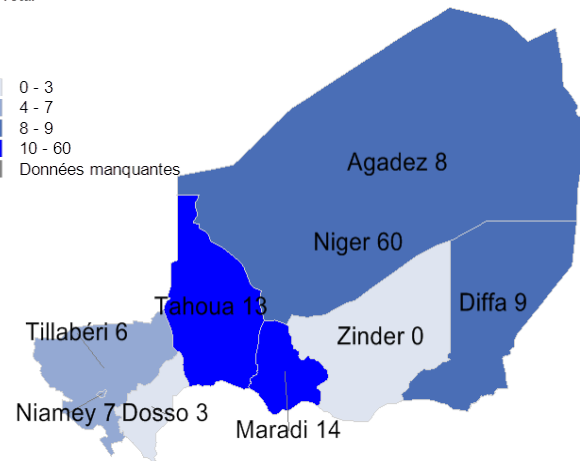 0 - 3
4 - 7
8 - 9
10 - 60
Données manquantes
Agadez 8
Niger 60
Diffa 9
Tahoua 13
Zinder 0
Tillabéri 6
Niamey 7
Dosso 3
Maradi 14